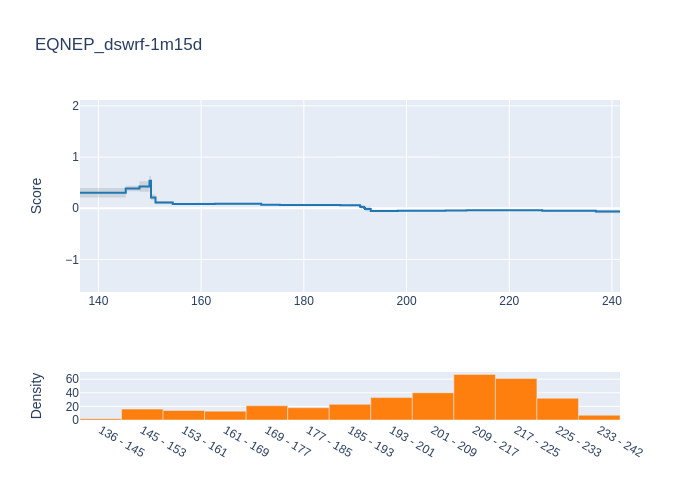 EQNEP_dswrf-1m15d
Score
2
1
0
−1
140 160 180 200 220 240
Density
60
40
20
0
136 - 145 145 - 153 153 - 161 161 - 169 169 - 177 177 - 185 185 - 193 193 - 201 201 - 209 209 - 217 217 - 225 225 - 233 233 - 242